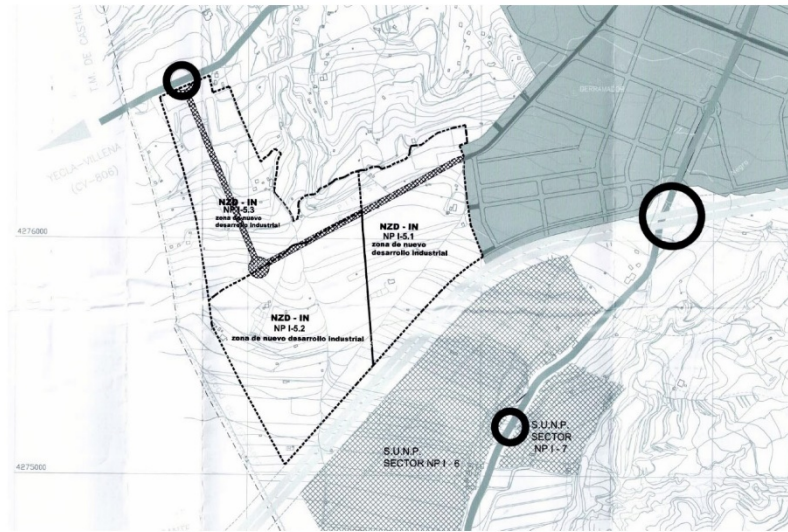 T.M. DE CASTALL
YECLA-VILLENA
(CV-806)
4276000
NZD - IN
NP I-5.3
zona de nuevo
desarrollo industrial
NZD - IN
NP I-5.1
zona de nuevo
desarrollo industrial
NZD - IN
NP I-5.2
zona de nuevo desarrollo industrial
S.U.N.P.
SECTOR
NP I - 7
S.U.N.P.
SECTOR NP I - 6
4275000